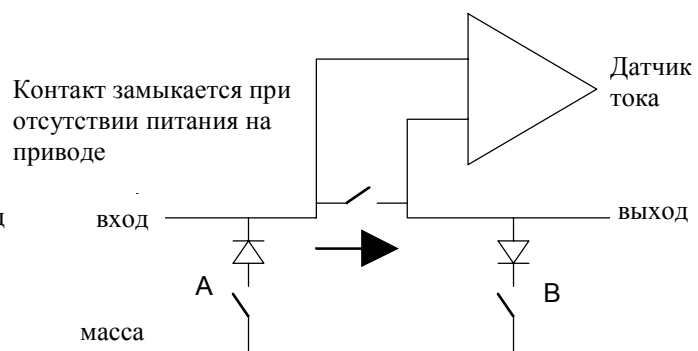 Датчик
тока
Контакт замыкается при
отсутствии питания на
приводе
вход
выход
A
B
масса